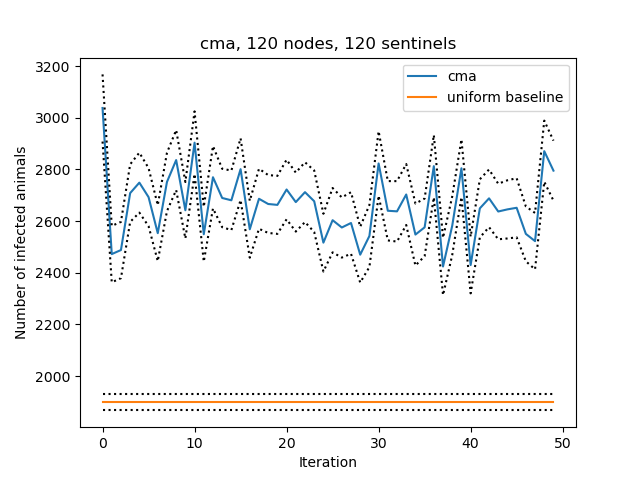 cma, 120 nodes, 120 sentinels
3200
3000
2800
2600
2400
2200
2000
Number of infected animals
cma
uniform baseline
0 10 20 30 40 50
Iteration